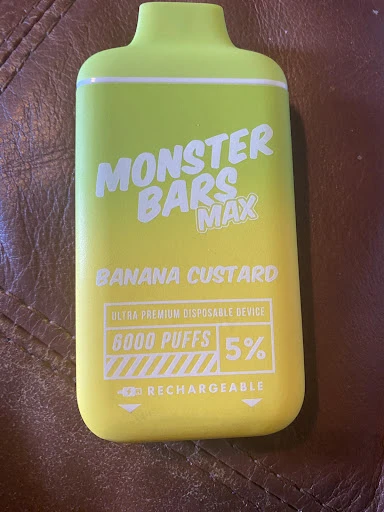 MONSTER
BARS
MAX
BANANA CUSTARD
ULTRA PREMIUM DISPOSABLE DEVICE
6000 PUFFS
5%
RECHARGEABLE